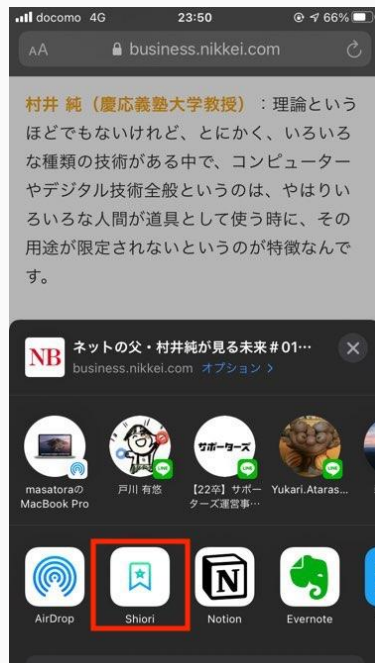 docomo 4G 23:50 66%
AA business.nikkei.com
村井 純（慶応義塾大学教授）：理論という
ほどでもないけれど、とにかく、いろいろ
な種類の技術がある中で、コンピューター
やデジタル技術全般というのは、やはりい
ろいろな人間が道具として使う時に、その
用途が限定されないというのが特徴なんで
す。
NB
ネットの父・村井純が見る未来＃01…
business.nikkei.com オプション
サポーターズ
masatoraの
MacBook Pro
戸川 有悠
【22卒】サポー
ターズ運営事…
Yukari.Ataras...
AirDrop Shiori Notion Evernote